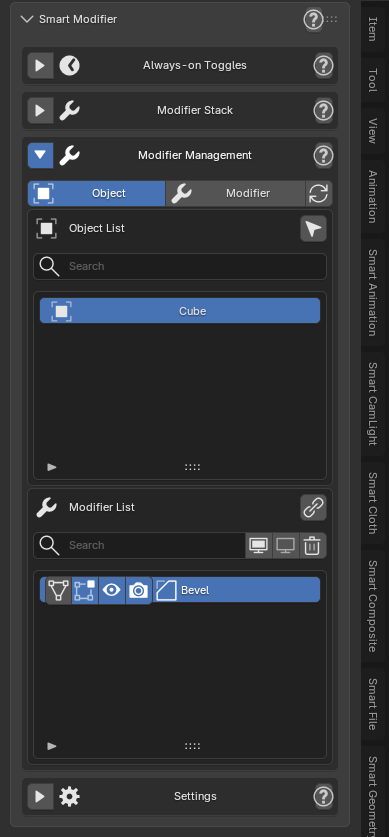 Smart Modifier
Always-on Toggles
Modifier Stack
Modifier Management
Object
Modifier
Object List
Search
Cube
Modifier List
Search
Bevel
Settings
Item
Tool
View
Animation
Smart Animation
Smart CamLight
Smart Cloth
Smart Composite
Smart File
Smart Geometry